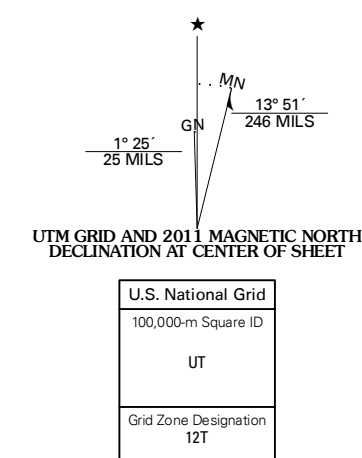 ★
MN
13° 51´
246 MILS
GN
1° 25´
25 MILS
UTM GRID AND 2011 MAGNETIC NORTH
DECLINATION AT CENTER OF SHEET
U.S. National Grid
100,000-m Square ID
UT
Grid Zone Designation
12T